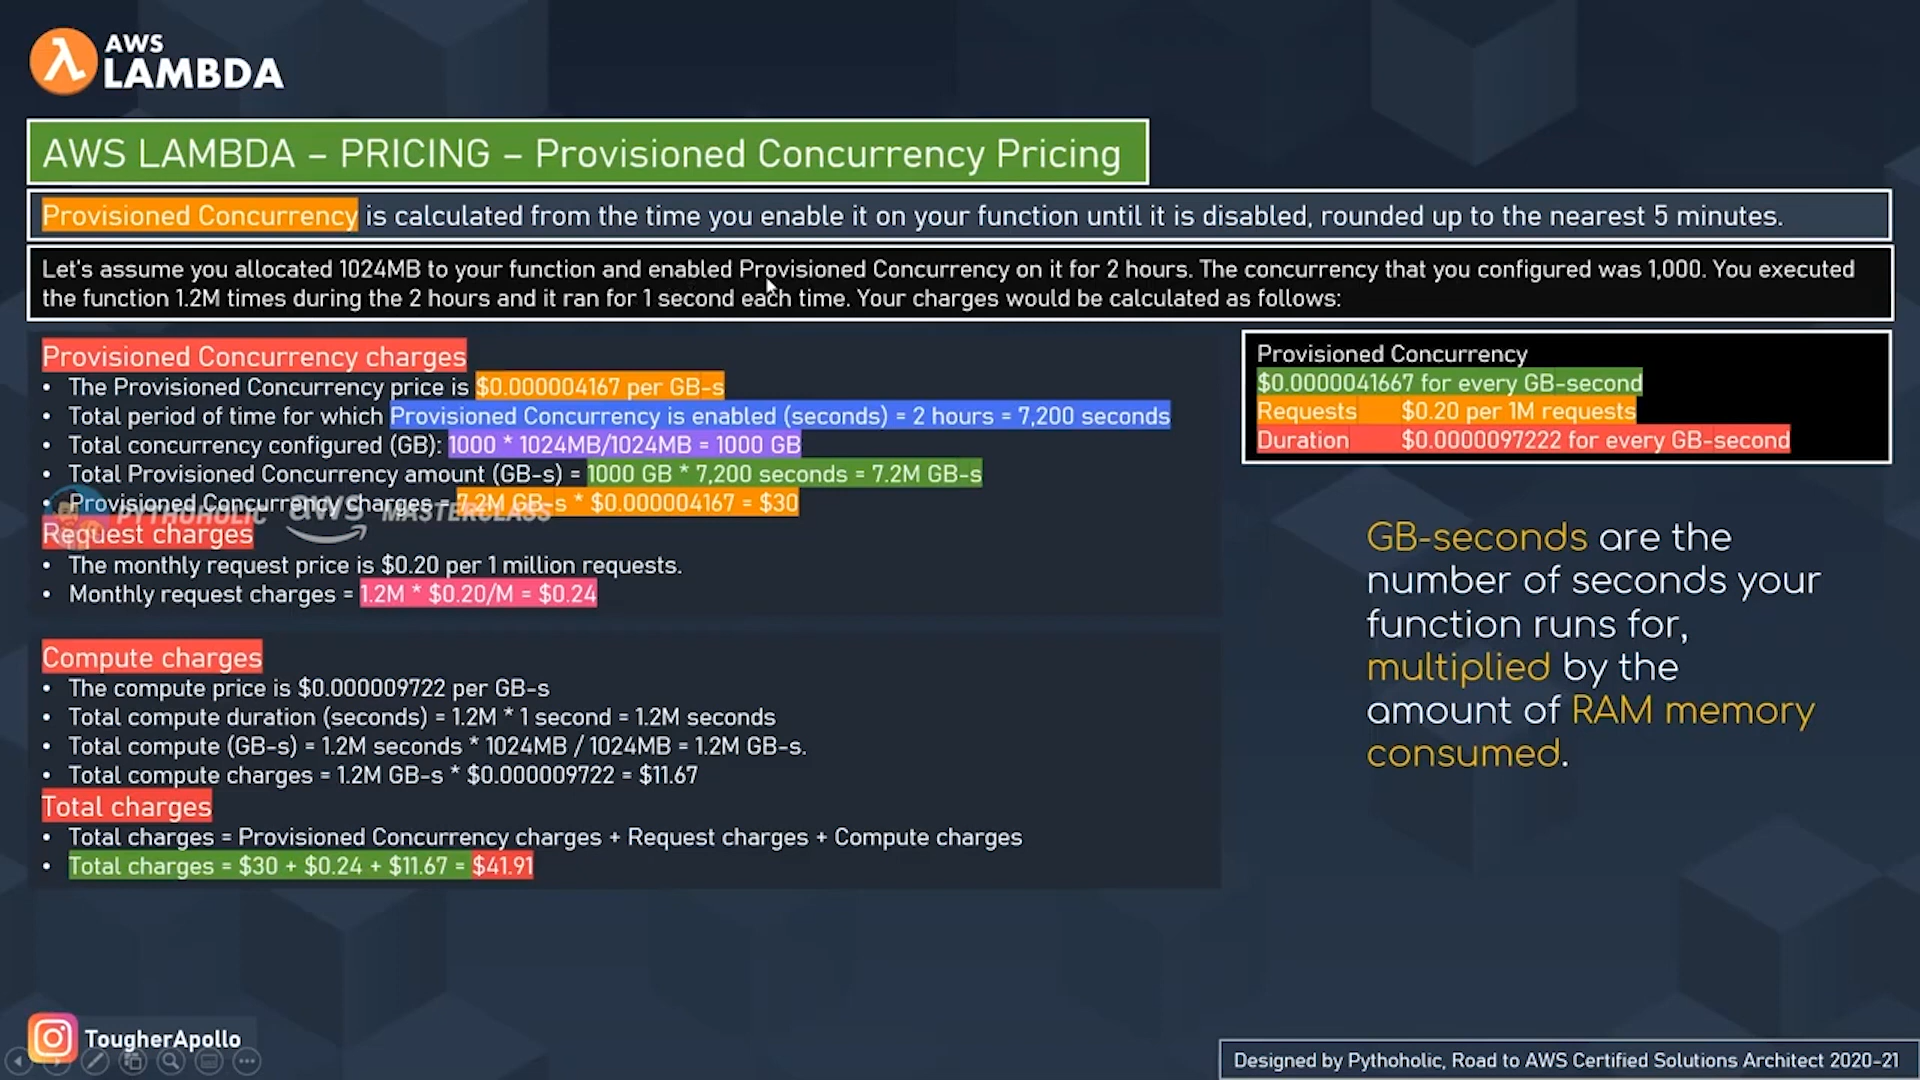 AWS
LAMBDA
AWS LAMBDA – PRICING – Provisioned Concurrency Pricing
Provisioned Concurrency is calculated from the time you enable it on your function until it is disabled, rounded up to the nearest 5 minutes.
Let's assume you allocated 1024MB to your function and enabled Provisioned Concurrency on it for 2 hours. The concurrency that you configured was 1,000. You executed
the function 1.2M times during the 2 hours and it ran for 1 second each time. Your charges would be calculated as follows:
Provisioned Concurrency charges
• The Provisioned Concurrency price is $0.000004167 per GB-s
• Total period of time for which Provisioned Concurrency is enabled (seconds) = 2 hours = 7,200 seconds
• Total concurrency configured (GB): 1000 * 1024MB/1024MB = 1000 GB
• Total Provisioned Concurrency amount (GB-s) = 1000 GB * 7,200 seconds = 7.2M GB-s
• Provisioned Concurrency charges = 7.2M GB-s * $0.000004167 = $30
PYTHOHOLIC aws MASTERCLASS
Request charges
• The monthly request price is $0.20 per 1 million requests.
• Monthly request charges = 1.2M * $0.20/M = $0.24
Compute charges
• The compute price is $0.000009722 per GB-s
• Total compute duration (seconds) = 1.2M * 1 second = 1.2M seconds
• Total compute (GB-s) = 1.2M seconds * 1024MB / 1024MB = 1.2M GB-s.
• Total compute charges = 1.2M GB-s * $0.000009722 = $11.67
Total charges
• Total charges = Provisioned Concurrency charges + Request charges + Compute charges
• Total charges = $30 + $0.24 + $11.67 = $41.91
Provisioned Concurrency
$0.0000041667 for every GB-second
Requests $0.20 per 1M requests
Duration $0.0000097222 for every GB-second
GB-seconds are the
number of seconds your
function runs for,
multiplied by the
amount of RAM memory
consumed.
TougherApollo
Designed by Pythoholic, Road to AWS Certified Solutions Architect 2020-21